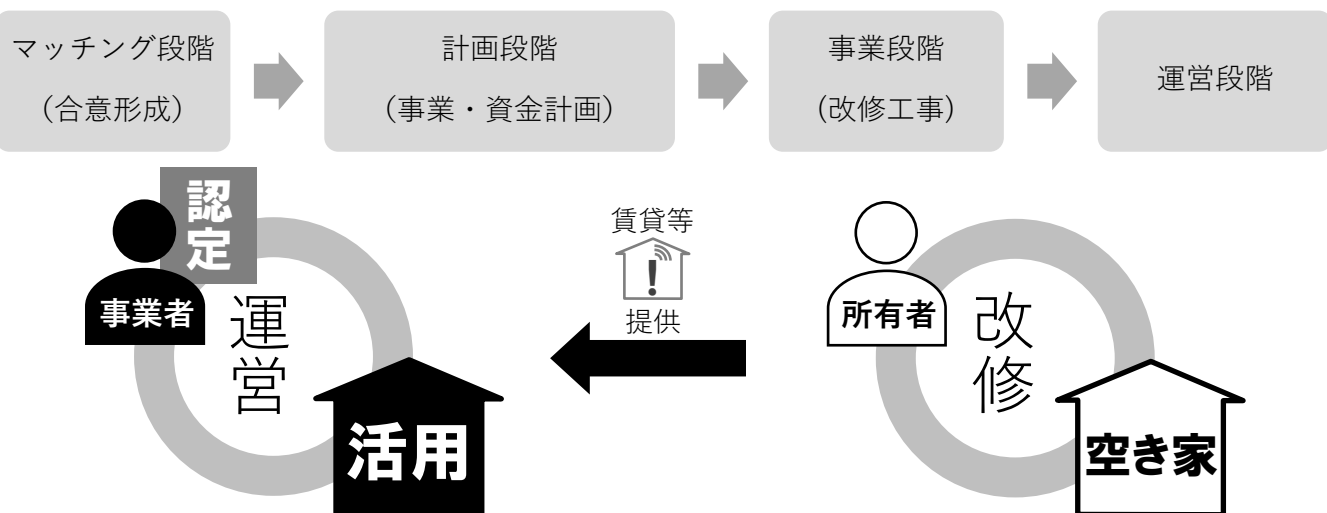 マッチング段階
（合意形成）
計画段階
（事業・資金計画）
事業段階
（改修工事）
運営段階
認定
事業者
運営
活用
賃貸等
提供
所有者
改修
空き家